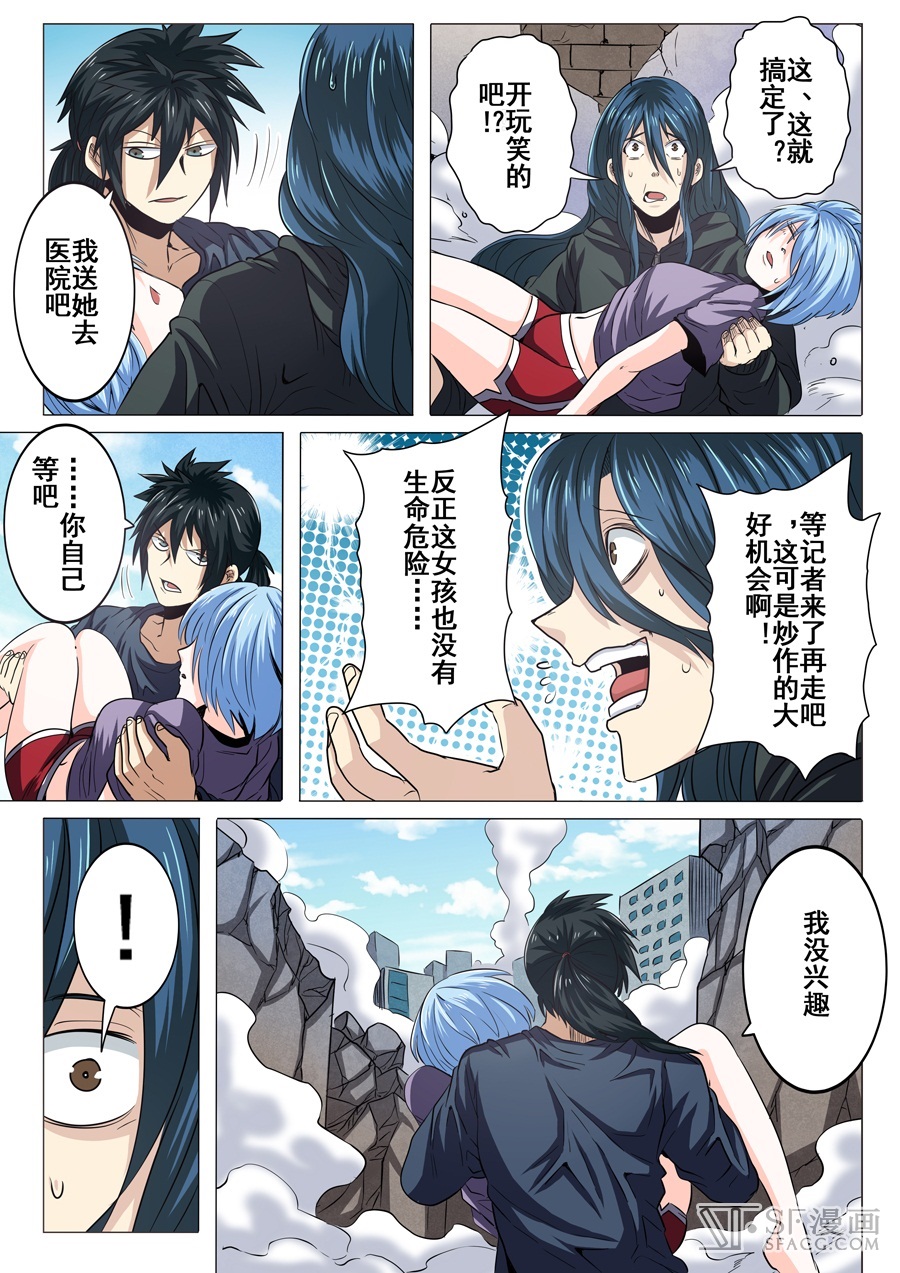 这、这就
搞定了？
开玩笑的
吧！？
我送她去
医院吧
等记者来了再走吧
，这可是炒作的大
好机会啊！
反正这女孩也没有
生命危险……
……你自己
等吧
我没兴趣
！
SF漫画
SFACG.COM